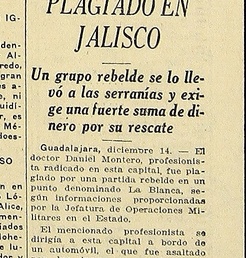 PLAGIADO EN
JALISCO
Un grupo rebelde se lo lle-
vó a las serranías y exi-
ge una fuerte suma de di-
nero por su rescate
Guadalajara, diciembre 14. — El
doctor Daniel Montero, profesionis-
ta radicado en esta capital, fue pla-
giado por una partida rebelde en un
punto denominado La Blanca, se-
gún informaciones proporcionadas
por la Jefatura de Operaciones Mi-
litares en el Estado.
El mencionado profesionista se
dirigía a esta capital a bordo de
un automóvil, el que fue asaltado